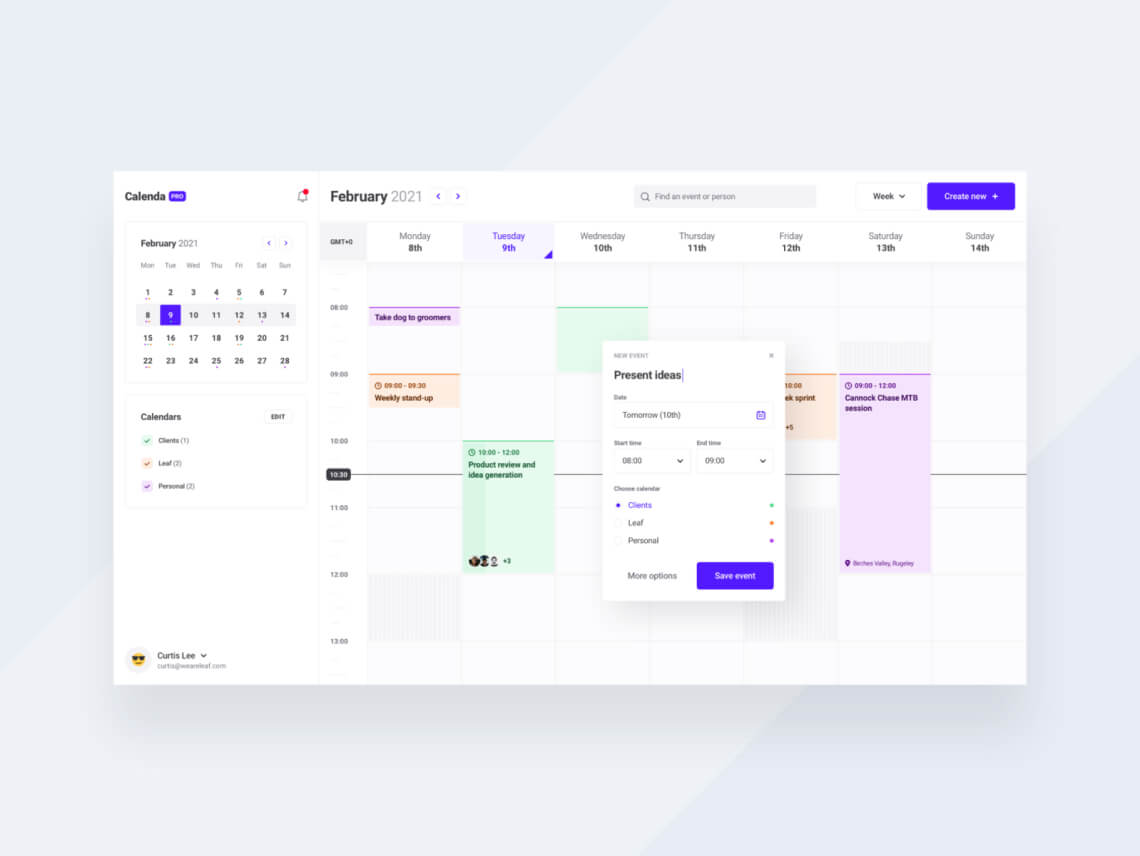 Calenda PRO
February 2021
Mon Tue Wed Thu Fri Sat Sun
1 2 3 4 5 6 7
8 9 10 11 12 13 14
15 16 17 18 19 20 21
22 23 24 25 26 27 28
Calendars EDIT
Clients (1)
Leaf (2)
Personal (2)
Curtis Lee
curtis@weareleaf.com
February 2021
Find an event or person
Week
Create new +
GMT+0
Monday
8th
Tuesday
9th
Wednesday
10th
Thursday
11th
Friday
12th
Saturday
13th
Sunday
14th
08:00
09:00
10:00
10:30
11:00
12:00
13:00
Take dog to groomers
09:00 - 09:30
Weekly stand-up
10:00 - 12:00
Product review and
idea generation
+3
NEW EVENT
Present ideas
Date
Tomorrow (10th)
Start time End time
08:00 09:00
Choose calendar
Clients
Leaf
Personal
More options
Save event
10:00
ek sprint
+5
09:00 - 12:00
Cannock Chase MTB
session
Birches Valley, Rugeley